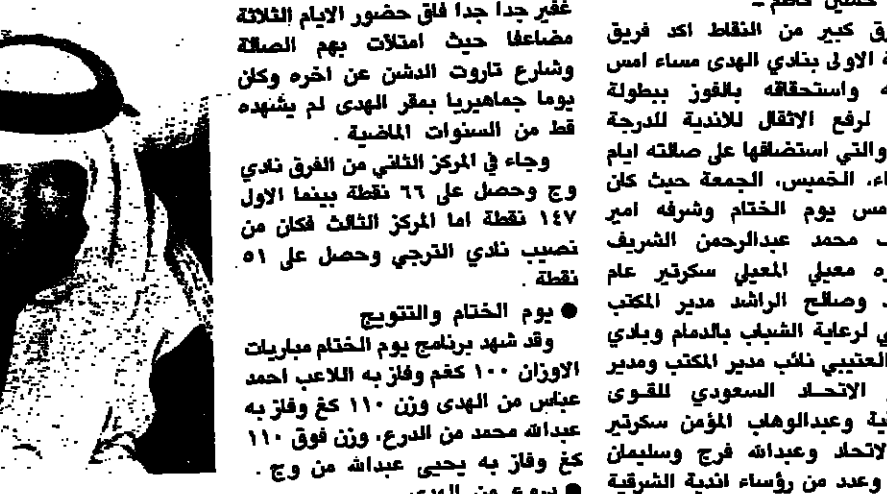 حسين كاظم –
رق كبير من النقاط اكد فريق
ة الاولى بنادي الهدى مساء امس
ه واستحقاقه بالفوز ببطولة
لرفع الاثقال للاندية للدرجة
والتي استضافها على صالته ايام
اء، الخميس، الجمعة حيث كان
مس يوم الختام وشرفه امير
ب محمد عبدالرحمن الشريف
ره معيلي المعيلي سكرتير عام
وصالح الراشد مدير المكتب
ي لرعاية الشباب بالدمام وبادي
العتيبي نائب مدير المكتب ومدير
الاتحاد السعودي للقوى
ية وعبدالوهاب المؤمن سكرتير
لاتحاد وعبدالله فرج وسليمان
وعدد من رؤساء اندية الشرقية
غفير جدا جدا فاق حضور الايام الثلاثة
مضاعفا حيث امتلات بهم الصالة
وشارع تاروت الدشن عن اخره وكان
يوما جماهيريا بمقر الهدى لم يشهده
قط من السنوات الماضية .
وجاء في المركز الثاني من الفرق نادي
وج وحصل على ٦٦ نقطة بينما الاول
١٤٧ نقطة اما المركز الثالث فكان من
نصيب نادي الترجي وحصل على ٥١
نقطة .
● يوم الختام والتتويج
وقد شهد برنامج يوم الختام مباريات
الاوزان ١٠٠ كغم وفاز به اللاعب احمد
عباس من الهدى وزن ١١٠ كغ وفاز به
عبدالله محمد من الدرع، وزن فوق ١١٠
كغ وفاز به يحيى عبدالله من وج .